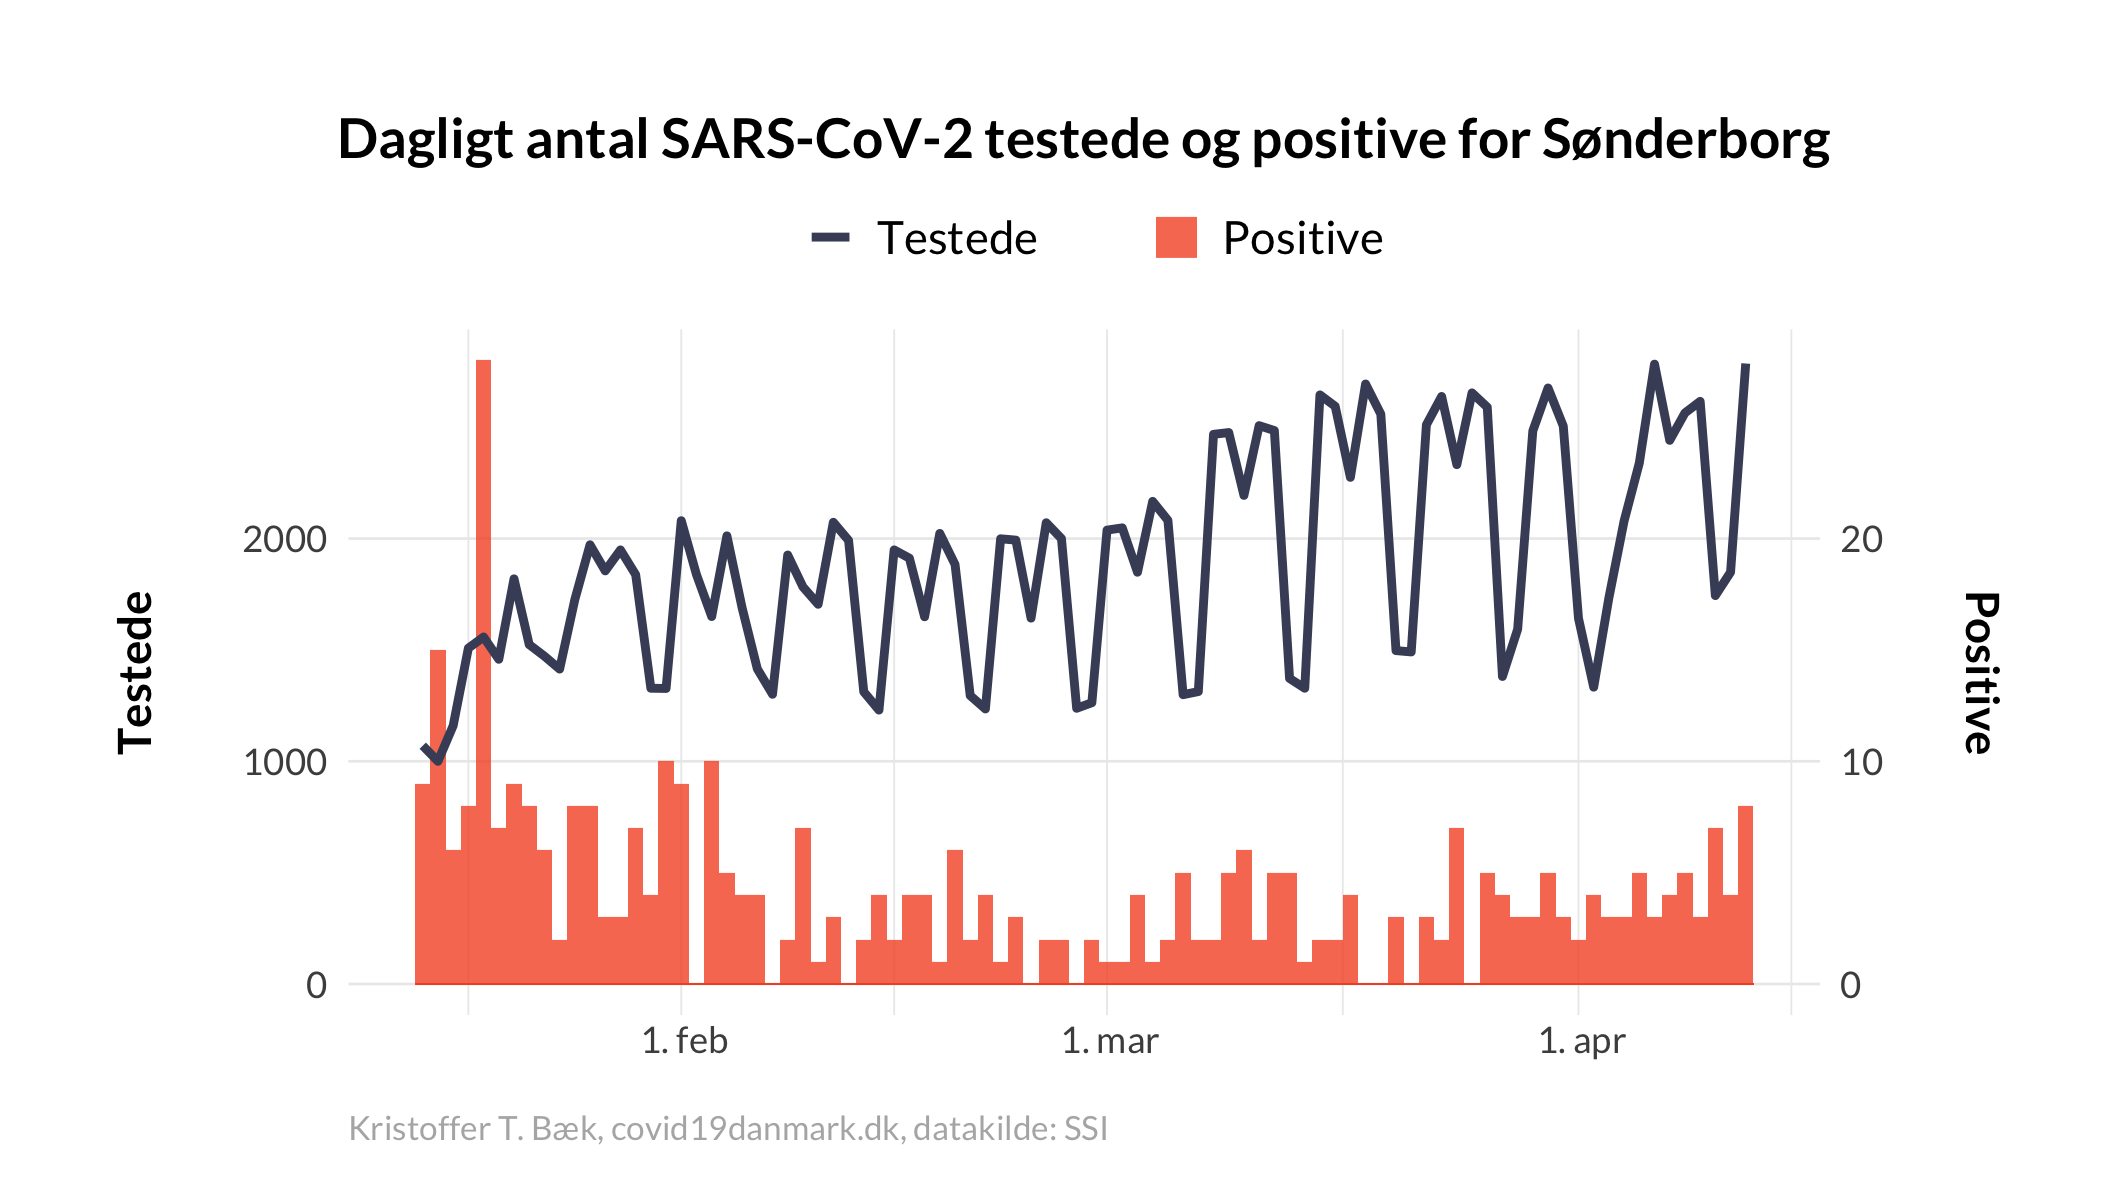 Dagligt antal SARS-CoV-2 testede og positive for Sønderborg
Testede
Positive
Testede
2000
1000
0
20
10
0
Positive
1. feb
1. mar
1. apr
Kristoffer T. Bæk, covid19danmark.dk, datakilde: SSI